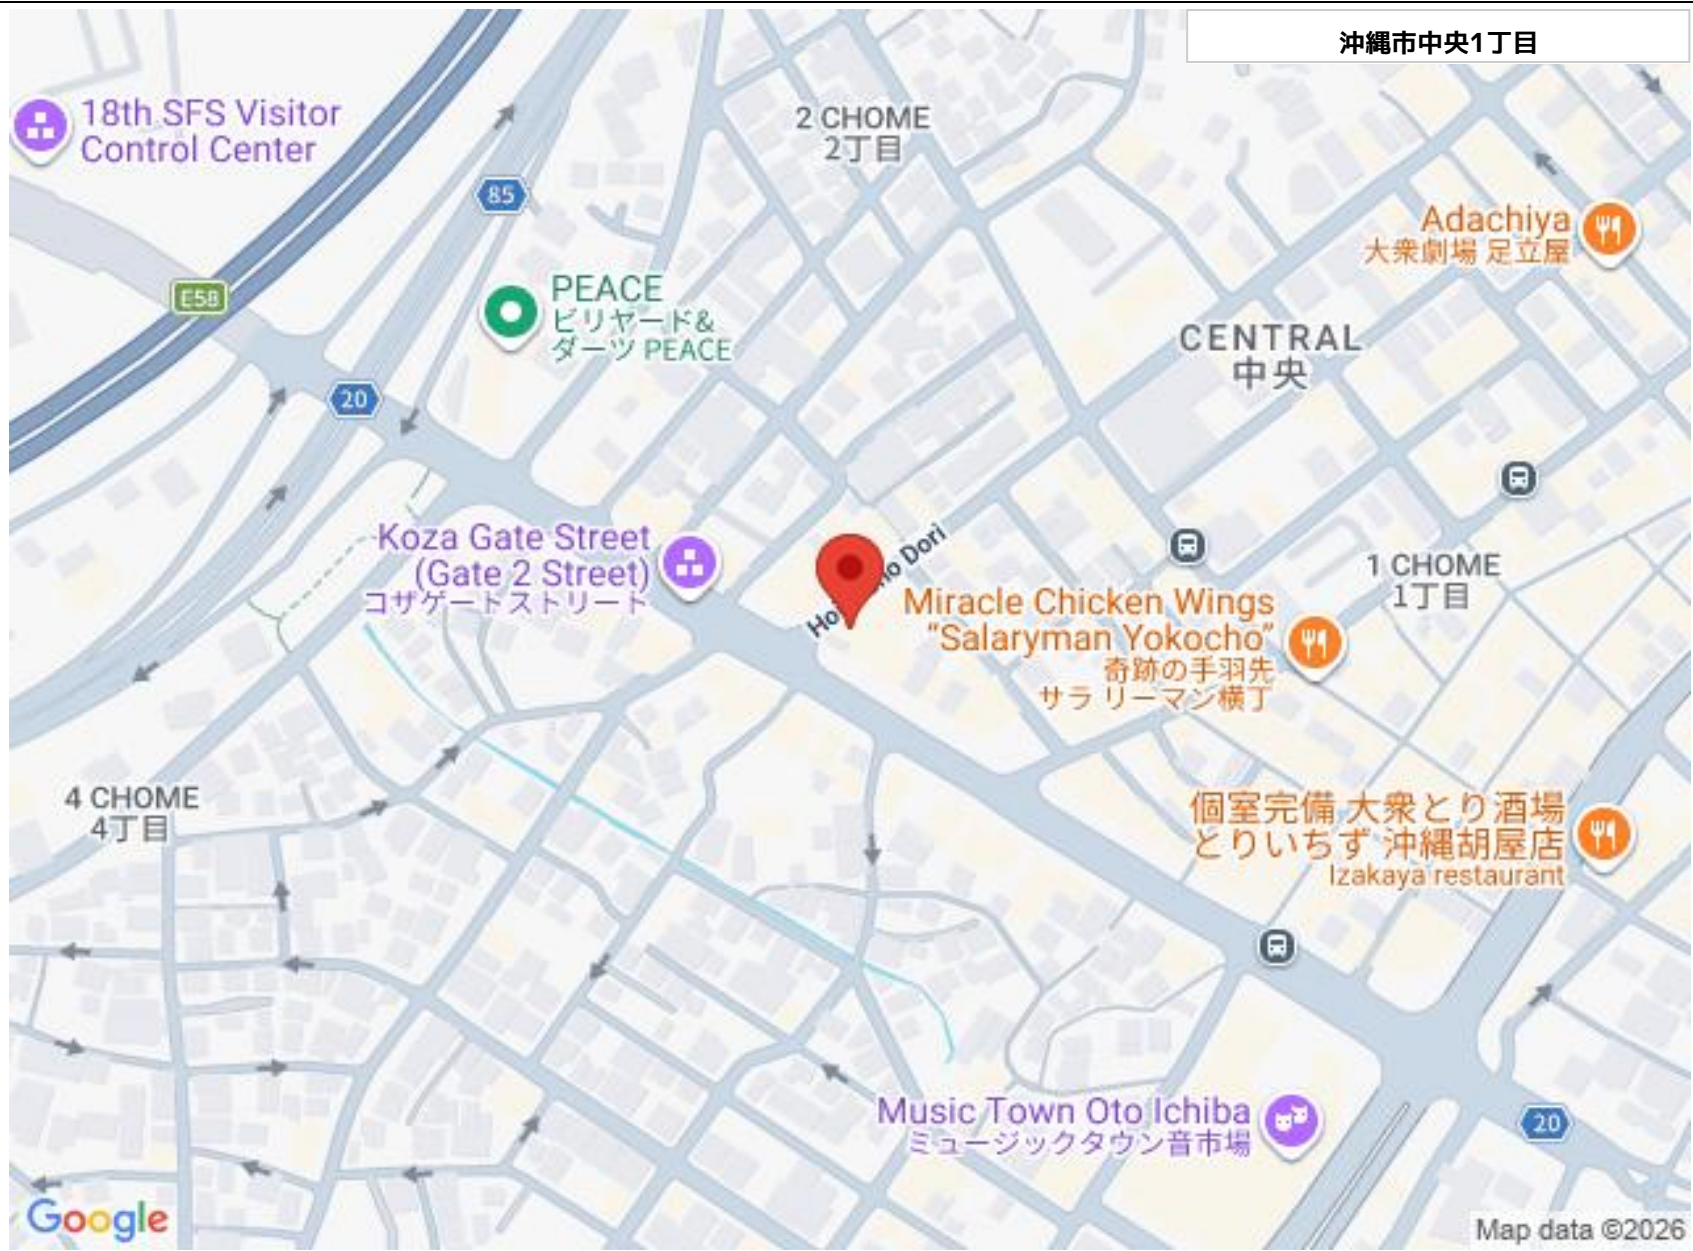 沖縄市中央1丁目
18th SFS Visitor
Control Center
2 CHOME
2丁目
85
Adachiya
大衆劇場 足立屋
E58
PEACE
ビリヤード&
ダーツ PEACE
CENTRAL
中央
20
Koza Gate Street
(Gate 2 Street)
コザゲートストリート
Dori
1 CHOME
1丁目
Miracle Chicken Wings
“Salaryman Yokocho”
奇跡の手羽先
サラ リーマン横丁
4 CHOME
4丁目
個室完備 大衆とり酒場
とりいちず 沖縄胡屋店
Izakaya restaurant
Music Town Oto Ichiba
ミュージックタウン音市場
20
Google
Map data ©2026